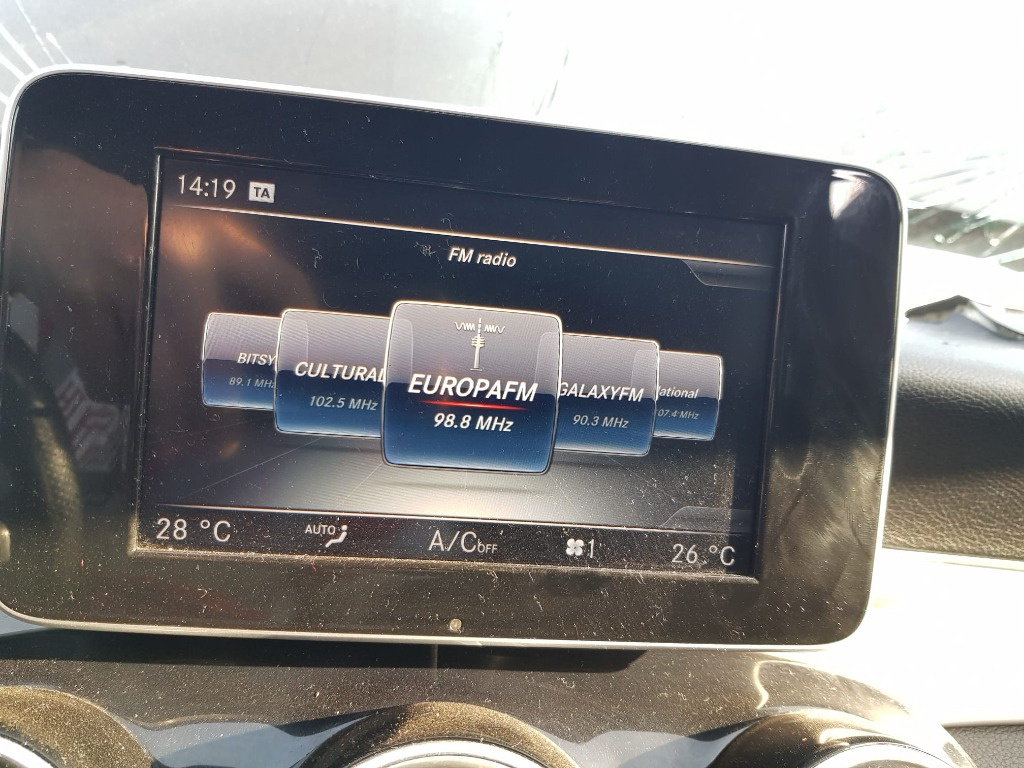 14:19 TA
FM radio
BITSY
89.1 MHz
CULTURAL
102.5 MHz
EUROPAFM
98.8 MHz
GALAXYFM
90.3 MHz
ational
07.4 MHz
28 °C AUTO A/C OFF 1 26 °C